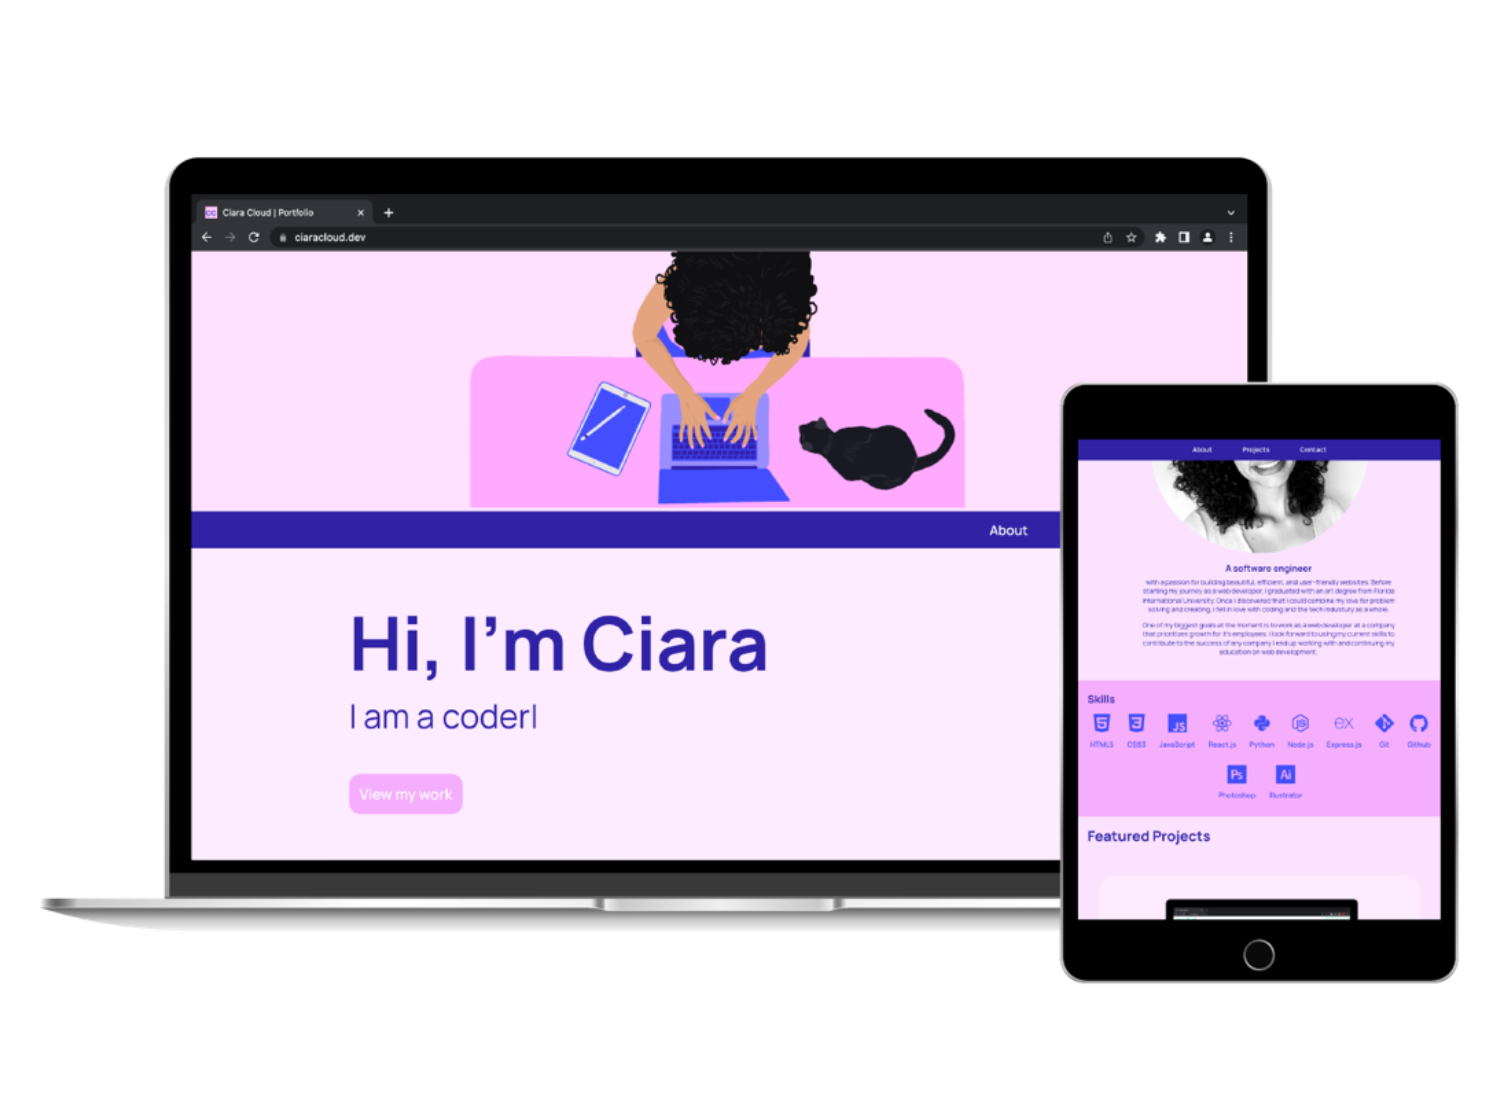 Ciara Cloud | Portfolio
ciaracloud.dev
About
Hi, I'm Ciara
I am a coder|
View my work
About Projects Contact
A software engineer
with a passion for building beautiful, efficient, and user-friendly websites. Before
starting my journey as a web developer, I graduated with an art degree from Florida
International University. Once I discovered that I could combine my love for problem
solving and creating, I fell in love with coding and the tech industury as a whole.
One of my biggest goals at the moment is to work as a web developer at a company
that prioritizes growth for it's employees. I look forward to using my current skills to
contribute to the success of any company I end up working with and continuing my
education on web development.
Skills
JS JS ex
HTML5 CSS3 JavaScript React.js Python Node.js Express.js Git Github
Ps Ai
Photoshop Illustrator
Featured Projects